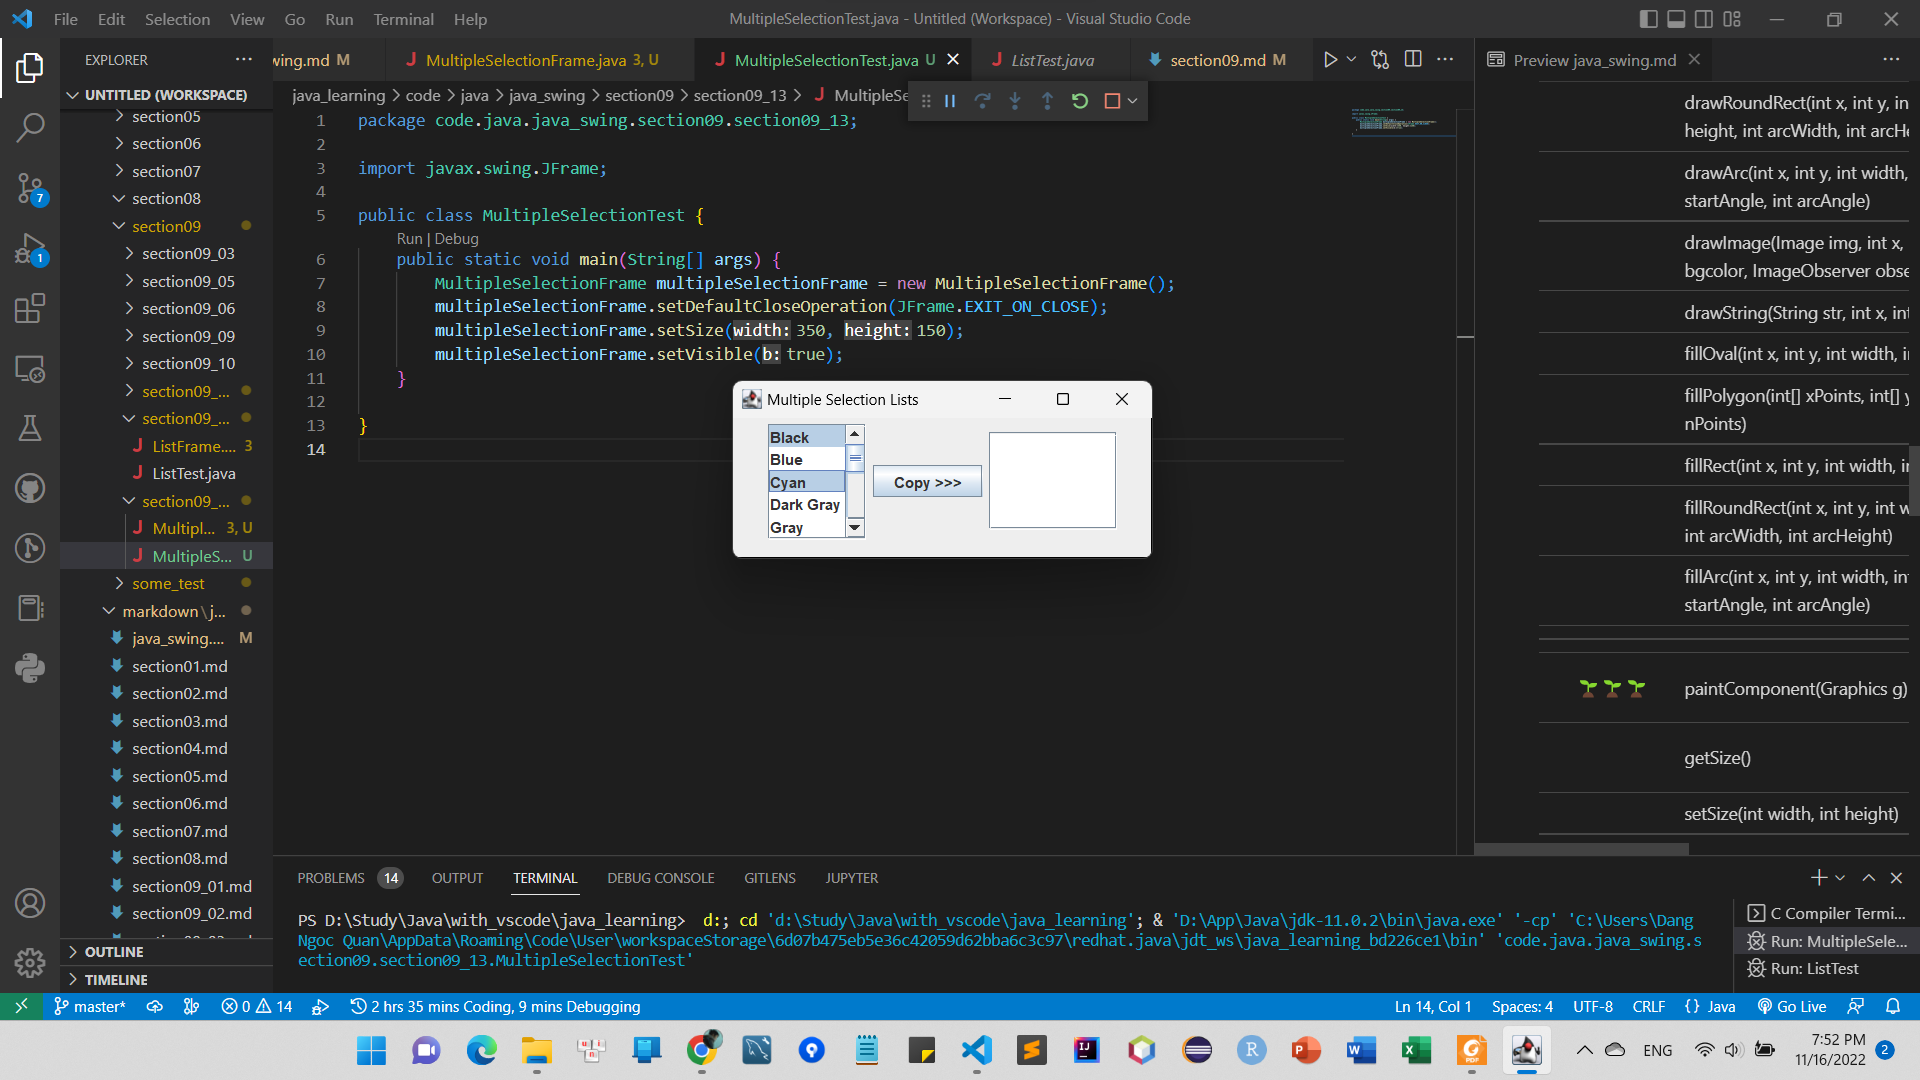 File Edit Selection View Go Run Terminal Help
MultipleSelectionTest.java - Untitled (Workspace) - Visual Studio Code
EXPLORER
UNTITLED (WORKSPACE)
section05
section06
section07
section08
section09
section09_03
section09_05
section09_06
section09_09
section09_10
section09_...
section09_...
ListFrame.... 3
ListTest.java
section09_...
Multipl... 3, U
MultipleS... U
some_test
markdown\j...
java_swing.... M
section01.md
section02.md
section03.md
section04.md
section05.md
section06.md
section07.md
section08.md
section09_01.md
section09_02.md
OUTLINE
TIMELINE
7
1
wing.md M
MultipleSelectionFrame.java 3, U
MultipleSelectionTest.java U
ListTest.java
section09.md M
java_learning > code > java > java_swing > section09 > section09_13 > MultipleSe
1 package code.java.java_swing.section09.section09_13;
2
3 import javax.swing.JFrame;
4
5 public class MultipleSelectionTest {
Run | Debug
6 public static void main(String[] args) {
7 MultipleSelectionFrame multipleSelectionFrame = new MultipleSelectionFrame();
8 multipleSelectionFrame.setDefaultCloseOperation(JFrame.EXIT_ON_CLOSE);
9 multipleSelectionFrame.setSize(width: 350, height: 150);
10 multipleSelectionFrame.setVisible(b: true);
11 }
12
13 }
14
Multiple Selection Lists
Black
Blue
Cyan
Dark Gray
Gray
Copy >>>
Preview java_swing.md
drawRoundRect(int x, int y, in
height, int arcWidth, int arcHe
drawArc(int x, int y, int width,
startAngle, int arcAngle)
drawImage(Image img, int x,
bgcolor, ImageObserver obse
drawString(String str, int x, int
fillOval(int x, int y, int width, i
fillPolygon(int[] xPoints, int[] y
nPoints)
fillRect(int x, int y, int width, i
fillRoundRect(int x, int y, int w
int arcWidth, int arcHeight)
fillArc(int x, int y, int width, in
startAngle, int arcAngle)
paintComponent(Graphics g)
getSize()
setSize(int width, int height)
PROBLEMS 14 OUTPUT TERMINAL DEBUG CONSOLE GITLENS JUPYTER
PS D:\Study\Java\with_vscode\java_learning> d:; cd 'd:\Study\Java\with_vscode\java_learning'; & 'D:\App\Java\jdk-11.0.2\bin\java.exe' '-cp' 'C:\Users\Dang
Ngoc Quan\AppData\Roaming\Code\User\workspaceStorage\6d07b475eb5e36c42059d62bba6c3c97\redhat.java\jdt_ws\java_learning_bd226ce1\bin' 'code.java.java_swing.s
ection09.section09_13.MultipleSelectionTest'
C Compiler Termi...
Run: MultipleSele...
Run: ListTest
master* 0 14 2 hrs 35 mins Coding, 9 mins Debugging
Ln 14, Col 1 Spaces: 4 UTF-8 CRLF {} Java Go Live
ENG
7:52 PM
11/16/2022
2